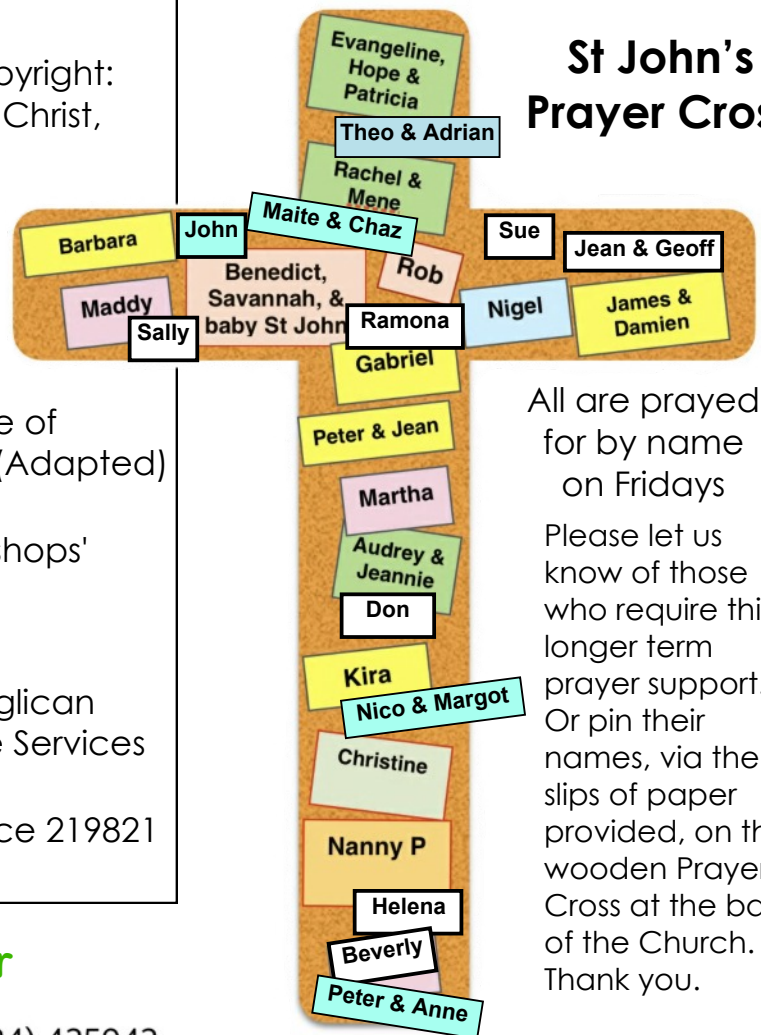 opyright:
Christ,
e of
(Adapted)
shops'
glican
e Services
ce 219821
r
St John's
Prayer Cros
Evangeline,
Hope &
Patricia
Theo & Adrian
Rachel &
Mene
Maite & Chaz
John
Barbara
Sue
Jean & Geoff
Rob
Benedict,
Savannah, &
baby St John
Maddy
Sally
Ramona
Nigel
James &
Damien
Gabriel
Peter & Jean
Martha
Audrey &
Jeannie
Don
Kira
Nico & Margot
Christine
Nanny P
Helena
Beverly
Peter & Anne
All are prayed
for by name
on Fridays
Please let us
know of those
who require thi
longer term
prayer support.
Or pin their
names, via the
slips of paper
provided, on th
wooden Prayer
Cross at the ba
of the Church.
Thank you.